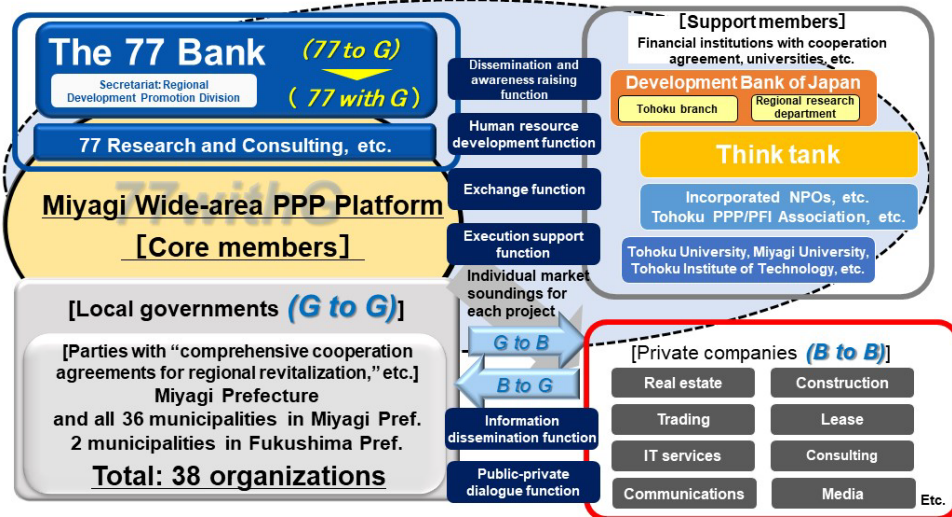 The 77 Bank
(77 to G)
Secretariat: Regional
Development Promotion Division
( 77 with G )
77 Research and Consulting, etc.
77withG
Miyagi Wide-area PPP Platform
[Core members]
[Local governments (G to G)]
[Parties with “comprehensive cooperation
agreements for regional revitalization,” etc.]
Miyagi Prefecture
and all 36 municipalities in Miyagi Pref.
2 municipalities in Fukushima Pref.
Total: 38 organizations
Dissemination and
awareness raising
function
Human resource
development function
Exchange function
Execution support
function
Individual market
soundings for
each project
G to B
B to G
Information
dissemination function
Public-private
dialogue function
[Support members]
Financial institutions with cooperation
agreement, universities, etc.
Development Bank of Japan
Tohoku branch
Regional research
department
Think tank
Incorporated NPOs, etc.
Tohoku PPP/PFI Association, etc.
Tohoku University, Miyagi University,
Tohoku Institute of Technology, etc.
[Private companies (B to B)]
Real estate
Construction
Trading
Lease
IT services
Consulting
Communications
Media
Etc.